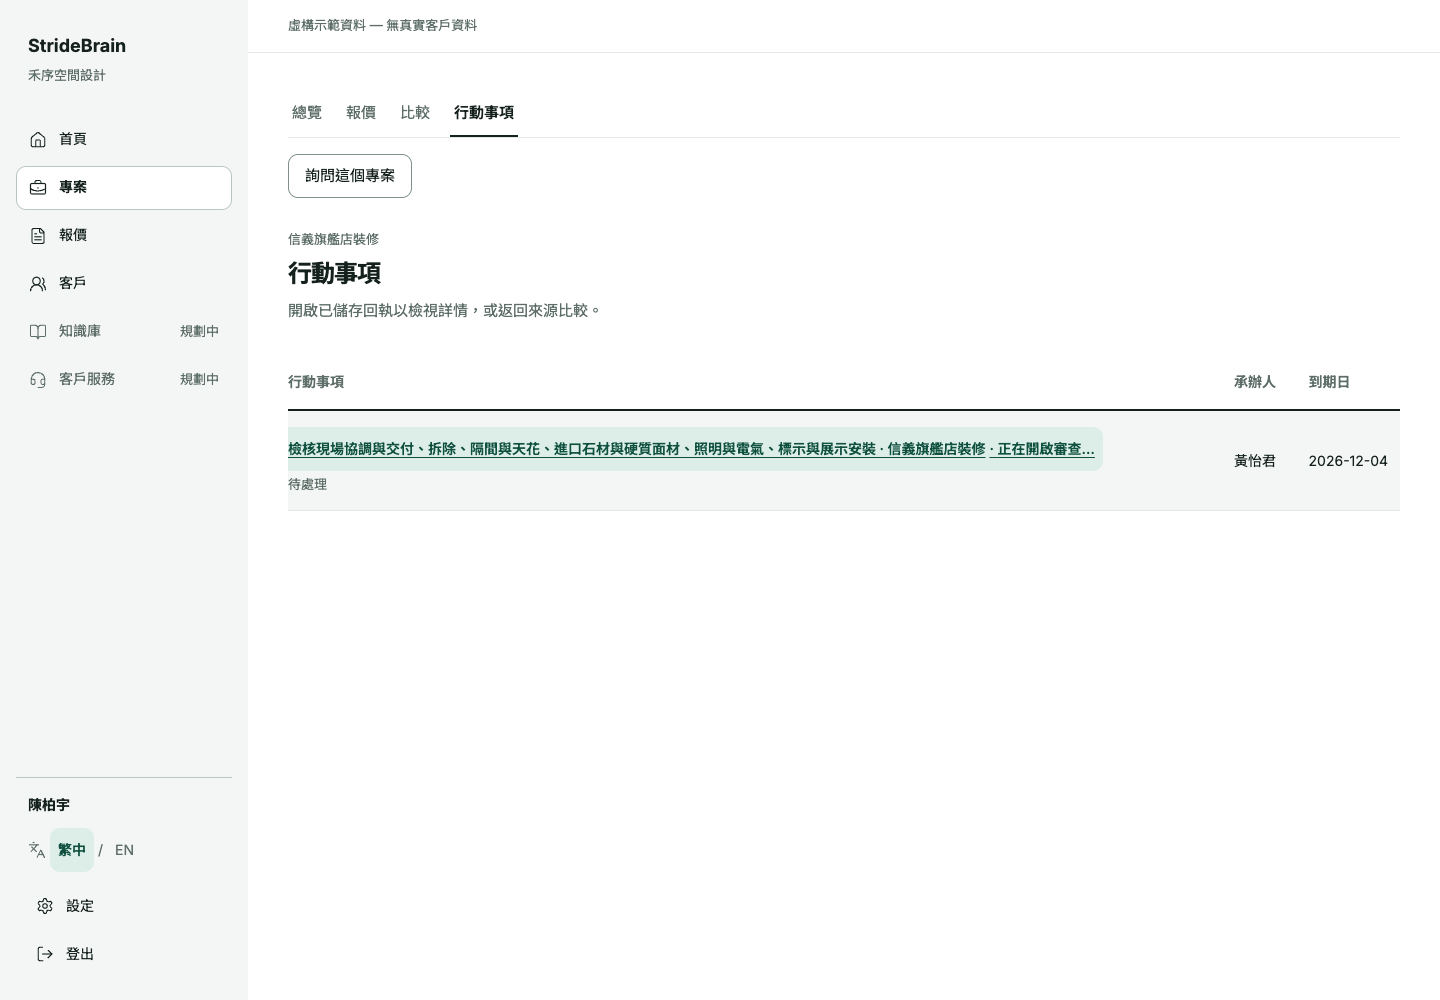 StrideBrain
禾序空間設計
首頁
專案
報價
客戶
知識庫 規劃中
客戶服務 規劃中
陳柏宇
繁中 / EN
設定
登出
虛構示範資料 — 無真實客戶資料
總覽 報價 比較 行動事項
詢問這個專案
信義旗艦店裝修
行動事項
開啟已儲存回執以檢視詳情，或返回來源比較。
行動事項 承辦人 到期日
檢核現場協調與交付、拆除、隔間與天花、進口石材與硬質面材、照明與電氣、標示與展示安裝 · 信義旗艦店裝修 · 正在開啟審查…
待處理
黃怡君 2026-12-04